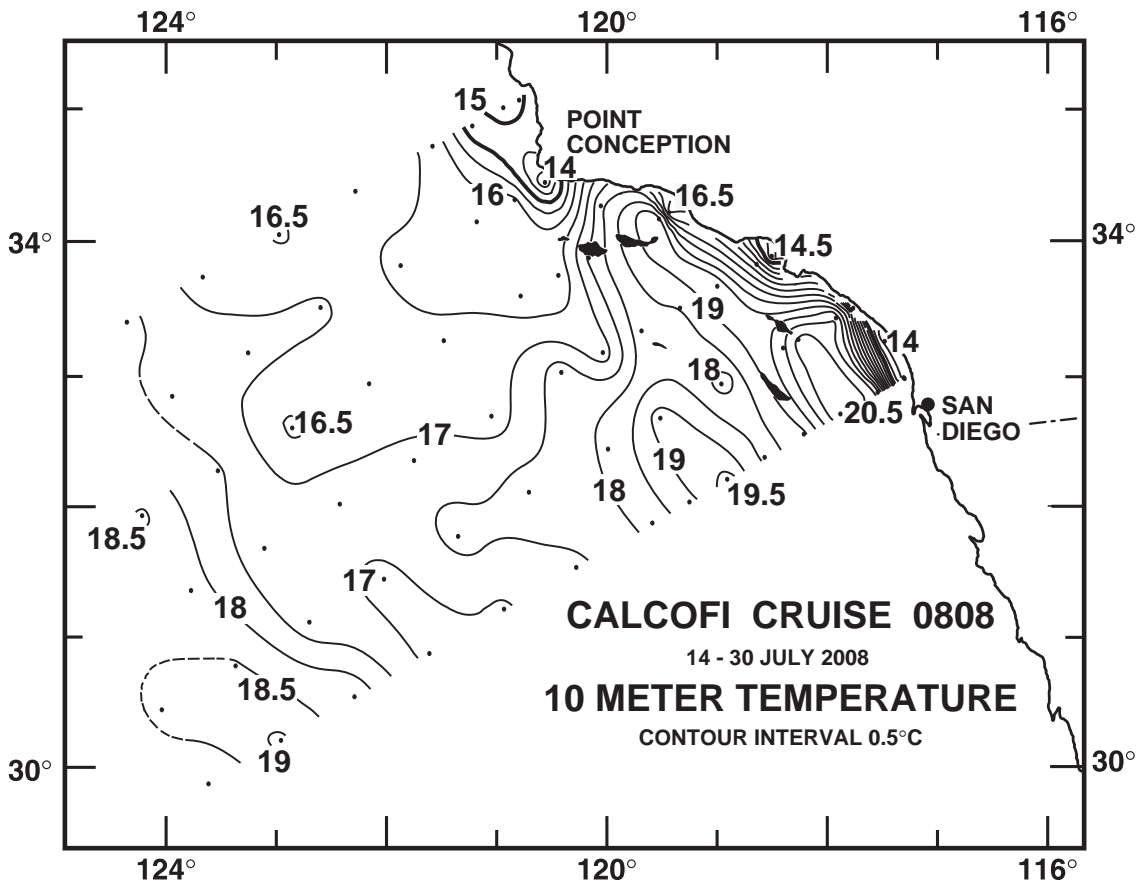 124° 120° 116°
15
POINT
CONCEPTION
14
16 16.5
16.5
34° 14.5 34°
19
14
18
20.5 SAN
DIEGO
16.5
17
19
18 19.5
18.5
17
18
CALCOFI CRUISE 0808
14 - 30 JULY 2008
18.5
10 METER TEMPERATURE
CONTOUR INTERVAL 0.5°C
19
30° 30°
124° 120° 116°